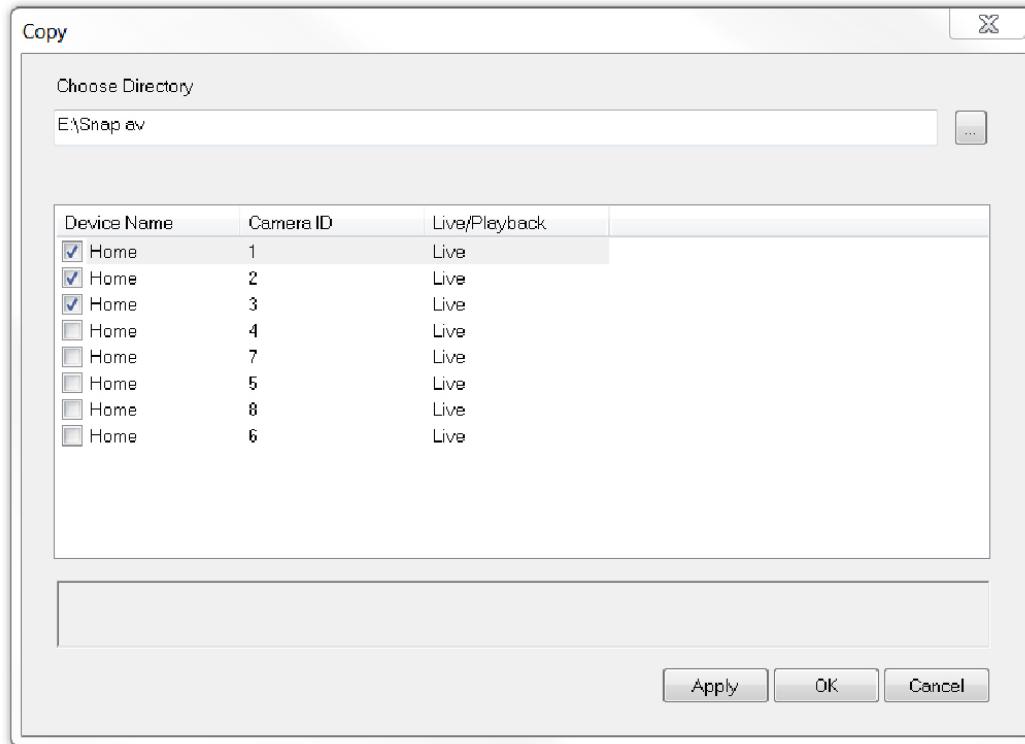 Copy
Choose Directory
E:\Snap av
...
Device Name Camera ID Live/Playback
Home 1 Live
Home 2 Live
Home 3 Live
Home 4 Live
Home 7 Live
Home 5 Live
Home 8 Live
Home 6 Live
Apply OK Cancel